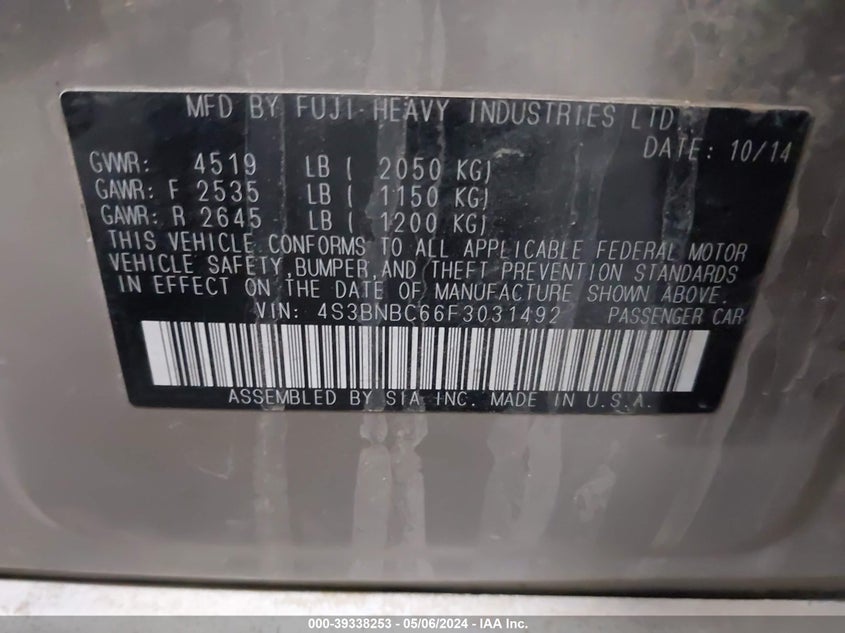 MFD BY FUJI HEAVY INDUSTRIES LTD.
DATE: 10/14
GVWR: 4519 LB ( 2050 KG)
GAWR: F 2535 LB ( 1150 KG)
GAWR: R 2645 LB ( 1200 KG)
THIS VEHICLE CONFORMS TO ALL APPLICABLE FEDERAL MOTOR
VEHICLE SAFETY, BUMPER, AND THEFT PREVENTION STANDARDS
IN EFFECT ON THE DATE OF MANUFACTURE SHOWN ABOVE.
VIN: 4S3BNBC66F3031492 PASSENGER CAR
ASSEMBLED BY SIA INC. MADE IN U.S.A.
000-39338253 - 05/06/2024 - IAA Inc.